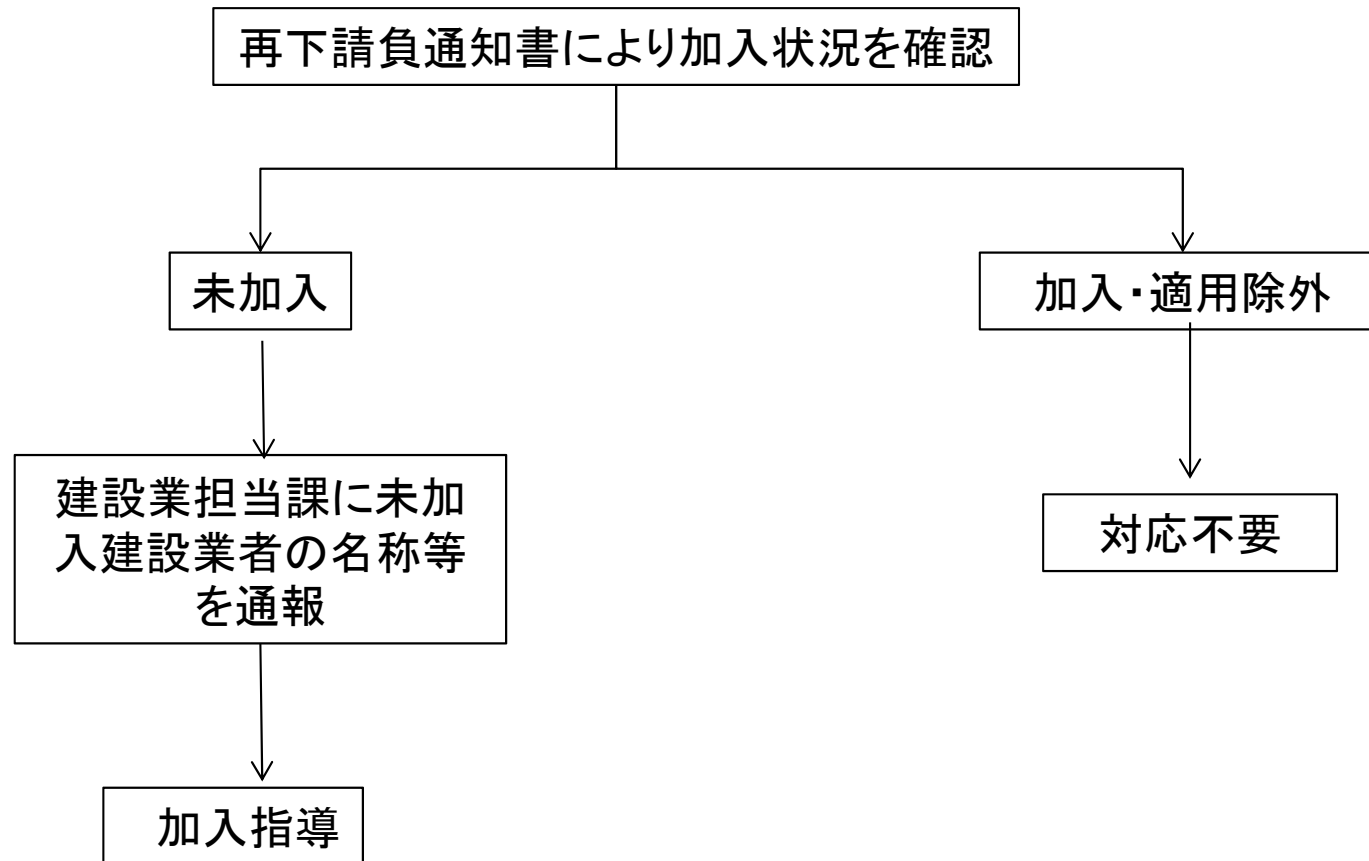 再下請負通知書により加入状況を確認
未加入
加入・適用除外
建設業担当課に未加
入建設業者の名称等
を通報
対応不要
加入指導